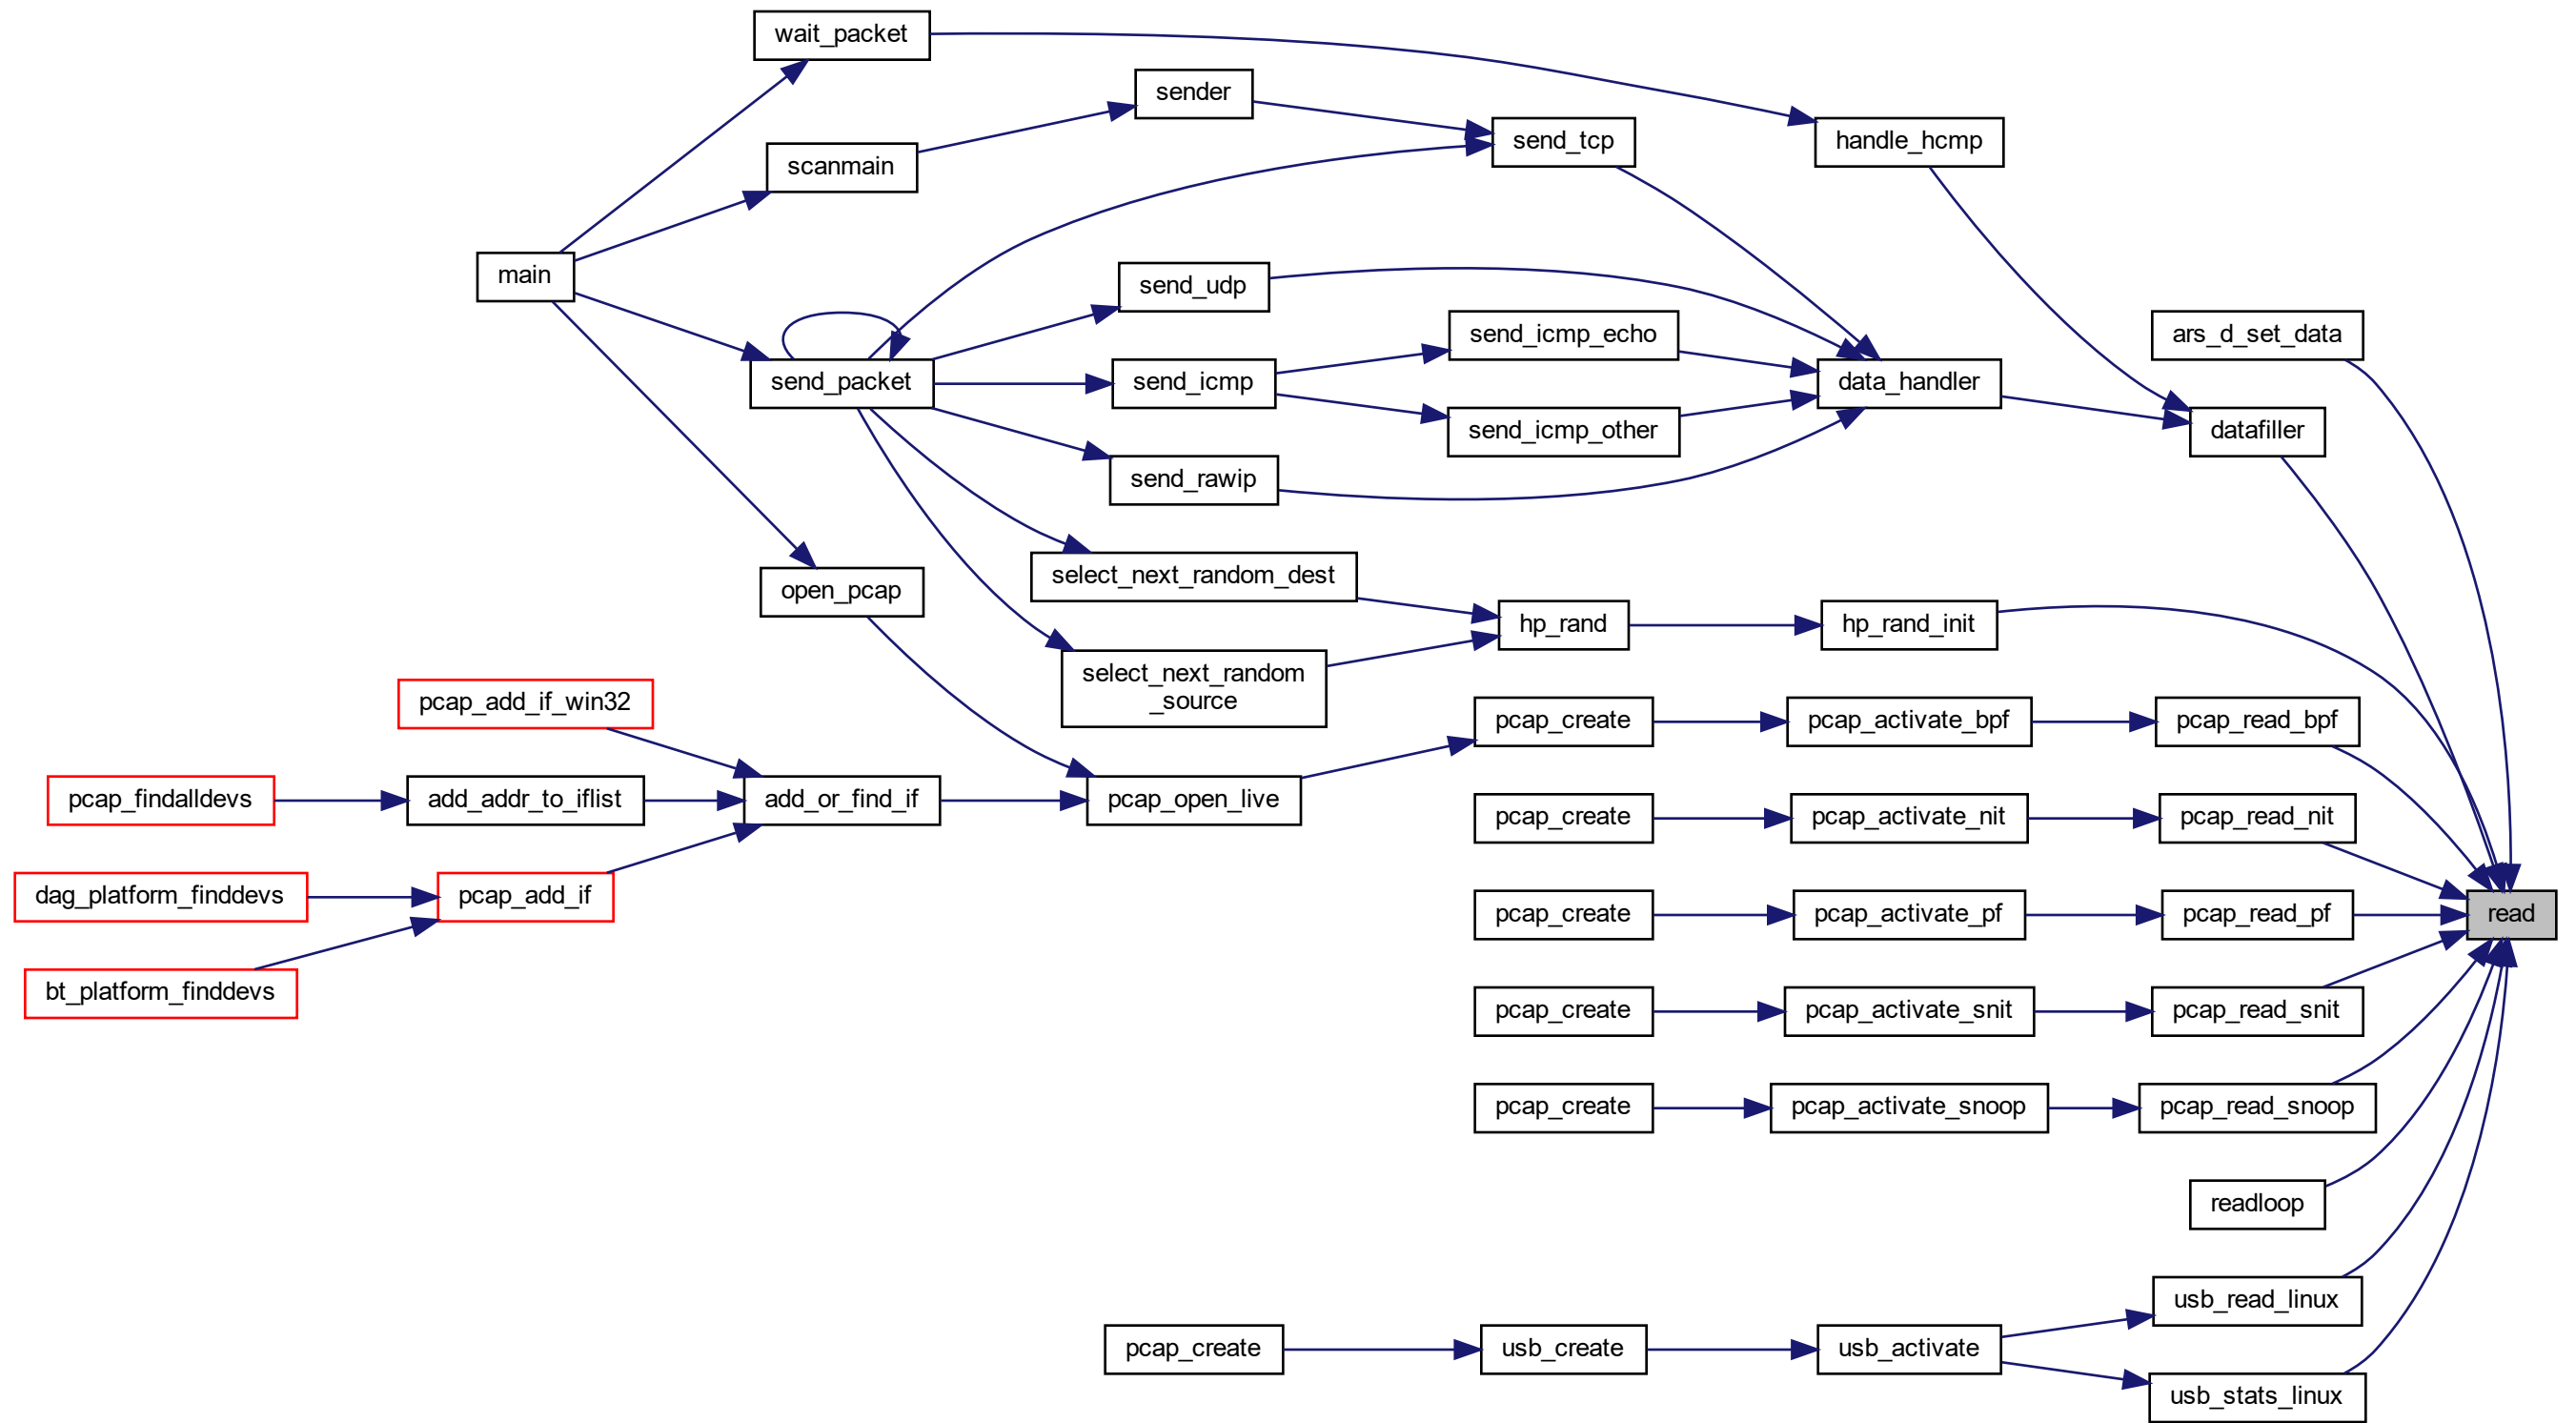 wait_packet
sender
send_tcp
handle_hcmp
scanmain
main
send_udp
send_icmp_echo
ars_d_set_data
send_packet
send_icmp
data_handler
send_icmp_other
datafiller
send_rawip
select_next_random_dest
open_pcap
hp_rand
hp_rand_init
select_next_random
_source
pcap_add_if_win32
pcap_create
pcap_activate_bpf
pcap_read_bpf
pcap_findalldevs
add_addr_to_iflist
add_or_find_if
pcap_open_live
pcap_create
pcap_activate_nit
pcap_read_nit
dag_platform_finddevs
pcap_add_if
pcap_create
pcap_activate_pf
pcap_read_pf
read
bt_platform_finddevs
pcap_create
pcap_activate_snit
pcap_read_snit
pcap_create
pcap_activate_snoop
pcap_read_snoop
readloop
usb_read_linux
pcap_create
usb_create
usb_activate
usb_stats_linux